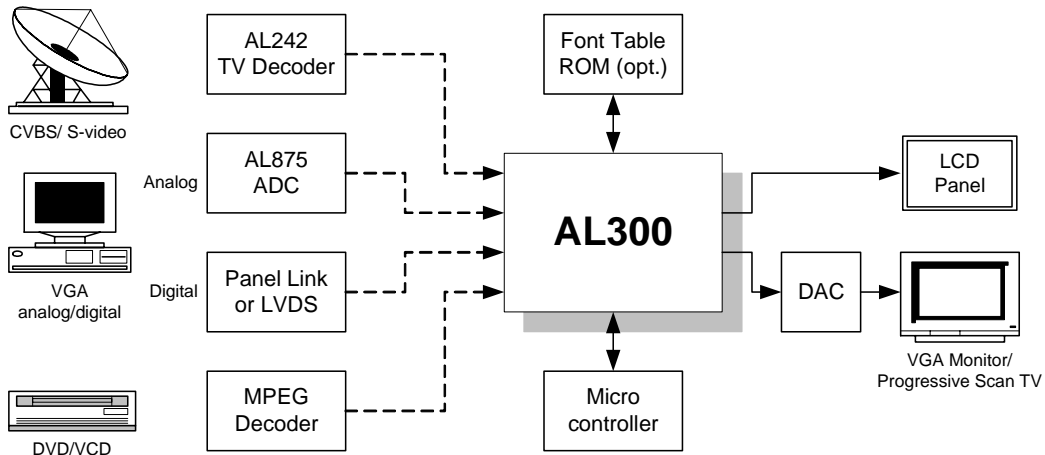 CVBS/ S-video
VGA
analog/digital
DVD/VCD
Analog
Digital
AL242
TV Decoder
AL875
ADC
Panel Link
or LVDS
MPEG
Decoder
Font Table
ROM (opt.)
AL300
Micro
controller
LCD
Panel
DAC
VGA Monitor/
Progressive Scan TV